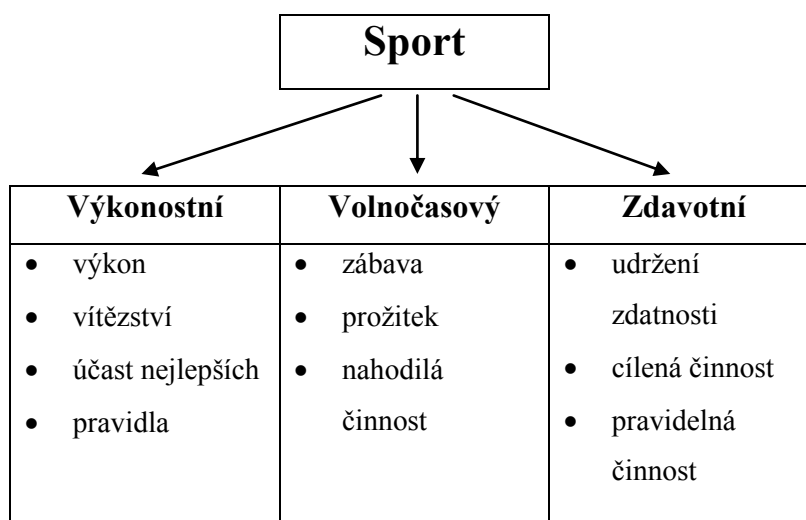 Sport
Výkonostní
• výkon
• vítězství
• účast nejlepších
• pravidla
Volnočasový
• zábava
• prožitek
• nahodilá
činnost
Zdavotní
• udržení
zdatnosti
• cílená činnost
• pravidelná
činnost